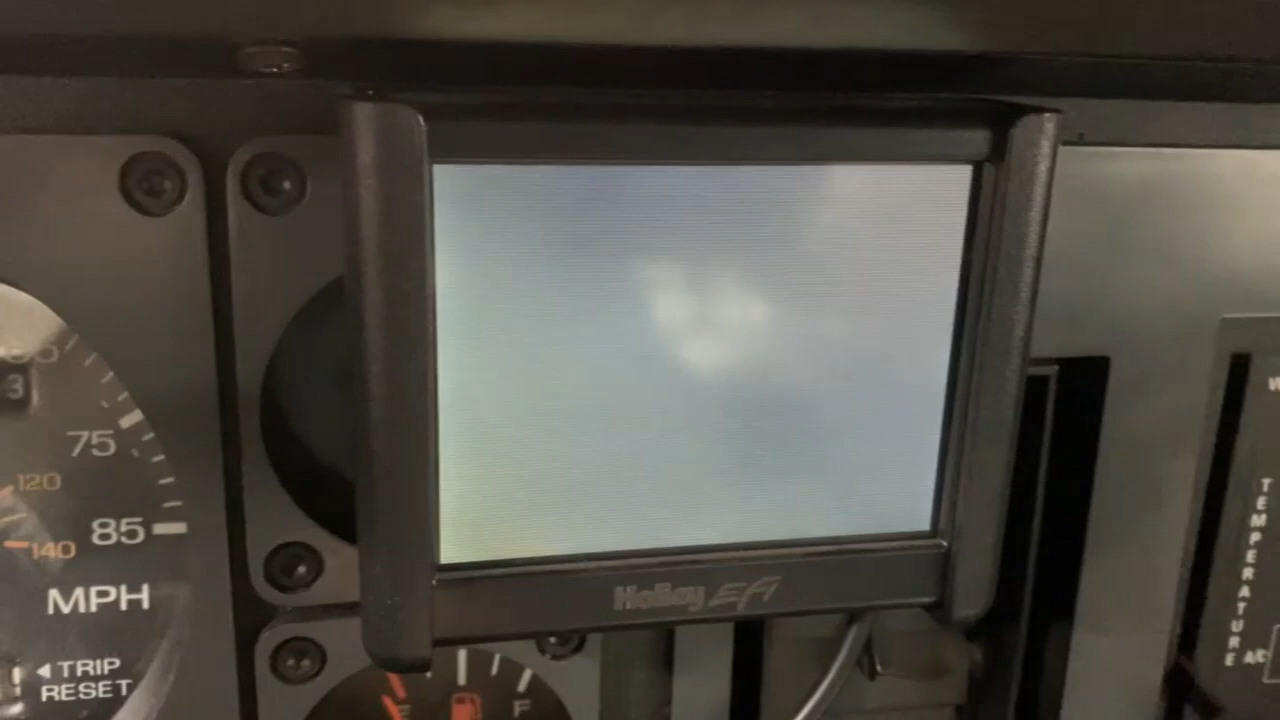 3
75
120
85
140
MPH
◄TRIP
RESET
Holley EFI
E
F
TEMPERATURE
W
A/C